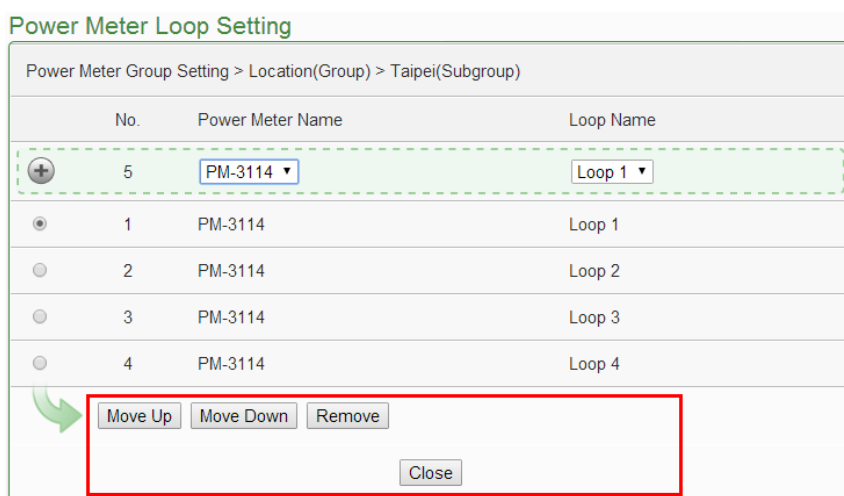 Power Meter Loop Setting
Power Meter Group Setting > Location(Group) > Taipei(Subgroup)
No. Power Meter Name Loop Name
5 PM-3114 Loop 1
1 PM-3114 Loop 1
2 PM-3114 Loop 2
3 PM-3114 Loop 3
4 PM-3114 Loop 4
Move Up Move Down Remove
Close